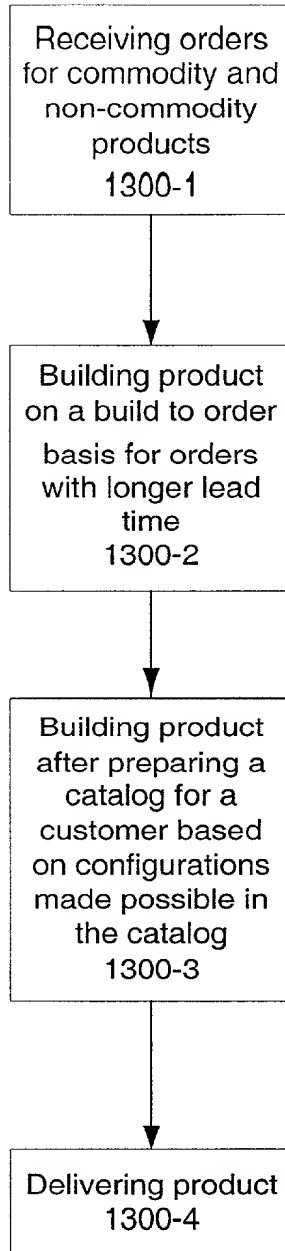 Receiving orders
for commodity and
non-commodity
products
1300-1
Building product
on a build to order
basis for orders
with longer lead
time
1300-2
Building product
after preparing a
catalog for a
customer based
on configurations
made possible in
the catalog
1300-3
Delivering product
1300-4